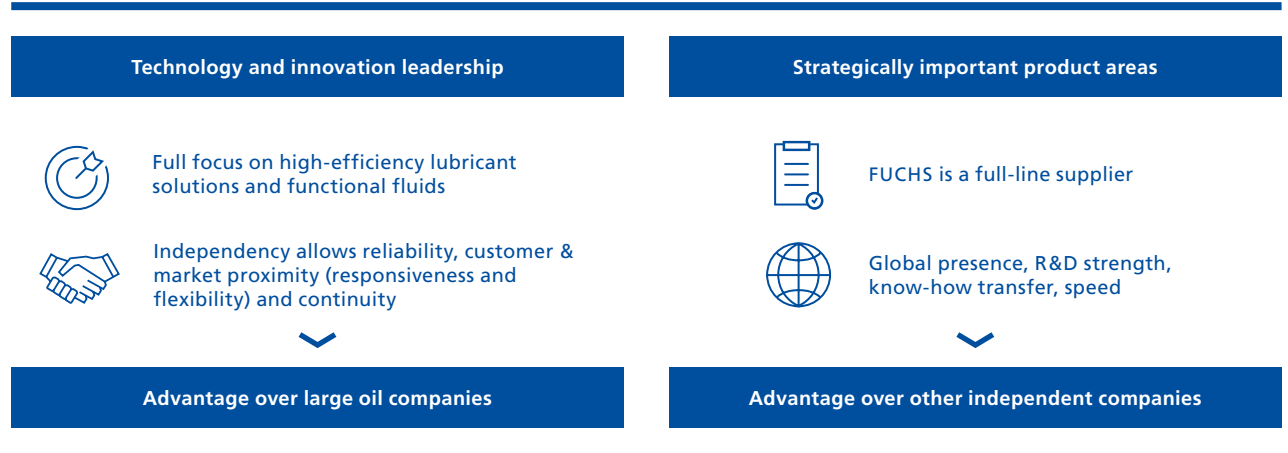 Technology and innovation leadership
Full focus on high-efficiency lubricant
solutions and functional fluids
Independency allows reliability, customer &
market proximity (responsiveness and
flexibility) and continuity
Advantage over large oil companies
Strategically important product areas
FUCHS is a full-line supplier
Global presence, R&D strength,
know-how transfer, speed
Advantage over other independent companies